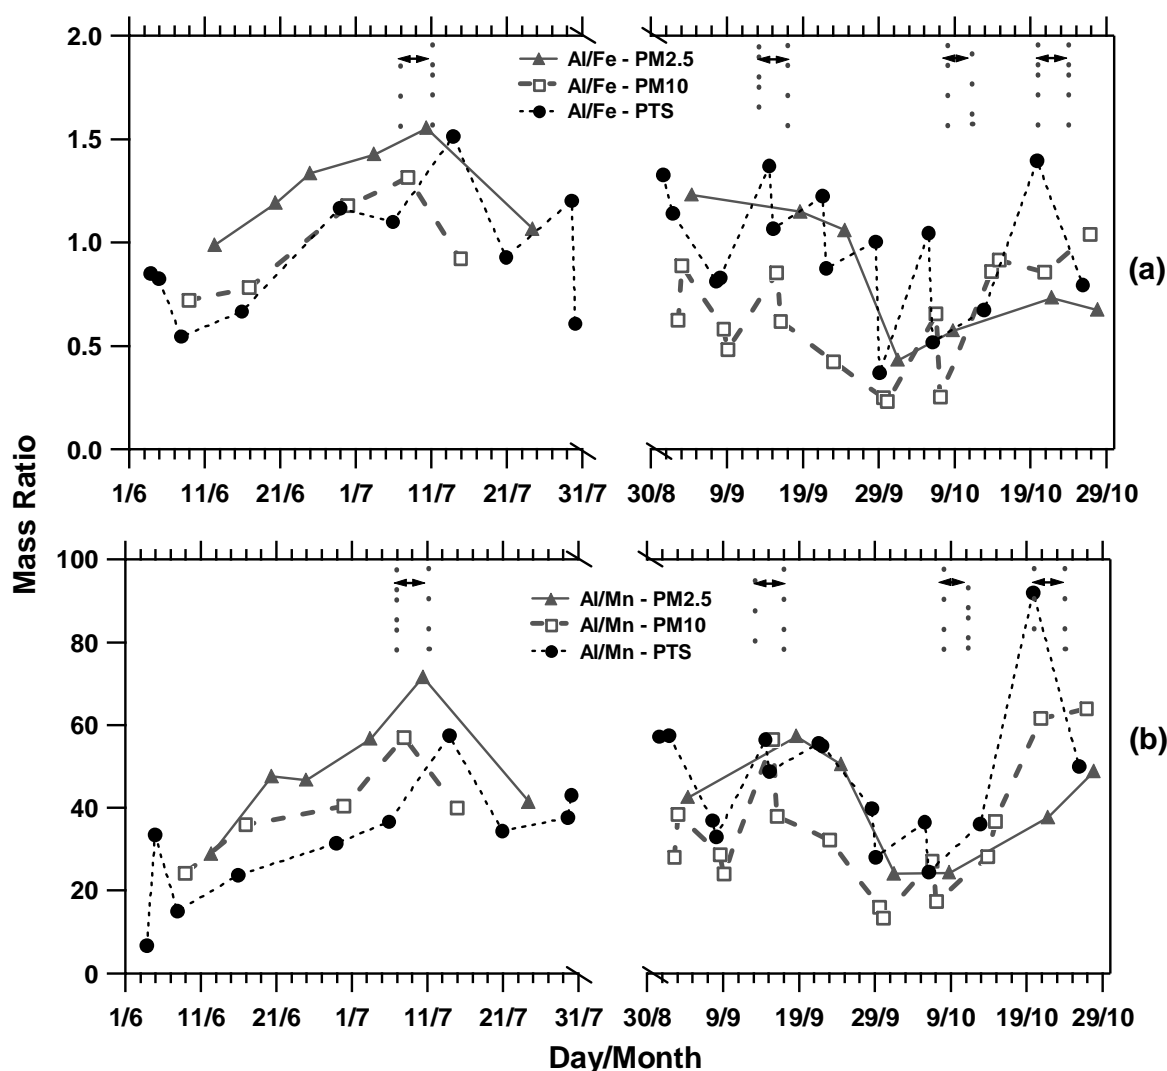 2.0
Al/Fe - PM2.5
Al/Fe - PM10
Al/Fe - PTS
1.5
1.0
(a)
0.5
0.0
1/6 11/6 21/6 1/7 11/7 21/7 31/7 30/8 9/9 19/9 29/9 9/10 19/10 29/10
Mass Ratio
100
Al/Mn - PM2.5
Al/Mn - PM10
Al/Mn - PTS
80
60
(b)
40
20
0
1/6 11/6 21/6 1/7 11/7 21/7 31/7 30/8 9/9 19/9 29/9 9/10 19/10 29/10
Day/Month